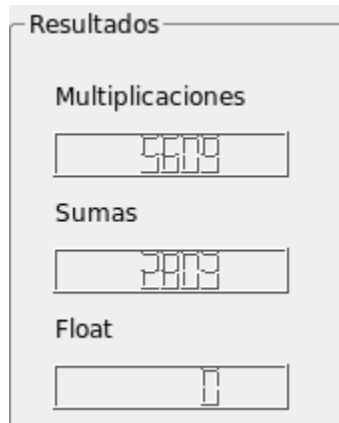 Resultados
Multiplicaciones
5609
Sumas
2809
Float
0